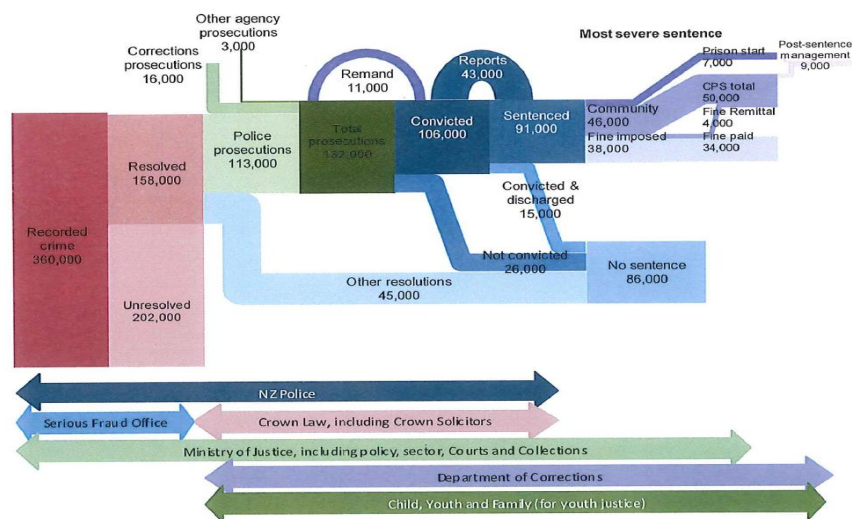 Other agency
prosecutions
3,000
Corrections
prosecutions
16,000
Remand
11,000
Reports
43,000
Most severe sentence
Prison start
7,000
Post-sentence
management
9,000
CPS total
50,000
Fine Remittal
4,000
Fine paid
34,000
Community
46,000
Fine imposed
38,000
Sentenced
91,000
Convicted
106,000
Total
prosecutions
132,000
Police
prosecutions
113,000
Resolved
158,000
Recorded
crime
360,000
Unresolved
202,000
Convicted &
discharged
15,000
Not convicted
26,000
Other resolutions
45,000
No sentence
86,000
NZ Police
Serious Fraud Office
Crown Law, including Crown Solicitors
Ministry of Justice, including policy, sector, Courts and Collections
Department of Corrections
Child, Youth and Family (for youth justice)